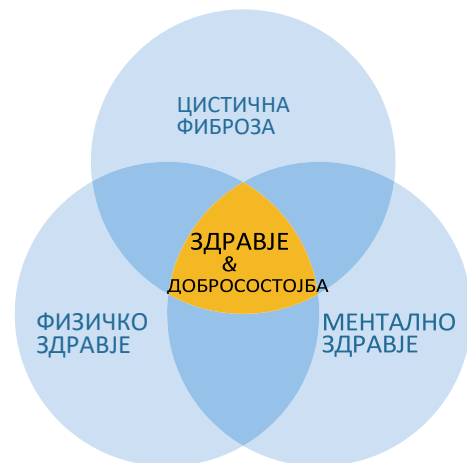 ЦИСТИЧНА
ФИБРОЗА
ЗДРАВЈЕ
&
ДОБРОСОСТОЈБА
ФИЗИЧКО
ЗДРАВЈЕ
МЕНТАЛНО
ЗДРАВЈЕ